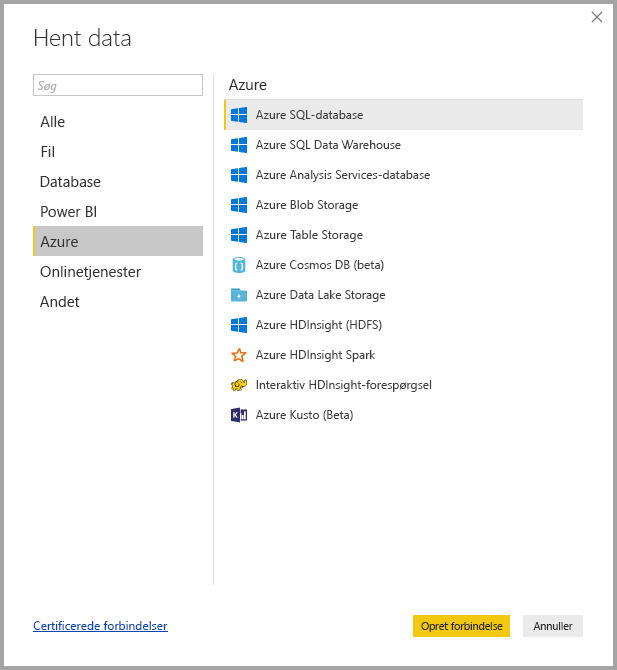 Hent data
Søg
Alle
Fil
Database
Power BI
Azure
Onlinetjenester
Andet
Azure
Azure SQL-database
Azure SQL Data Warehouse
Azure Analysis Services-database
Azure Blob Storage
Azure Table Storage
Azure Cosmos DB (beta)
Azure Data Lake Storage
Azure HDInsight (HDFS)
Azure HDInsight Spark
Interaktiv HDInsight-forespørgsel
Azure Kusto (Beta)
Certificerede forbindelser
Opret forbindelse
Annuller